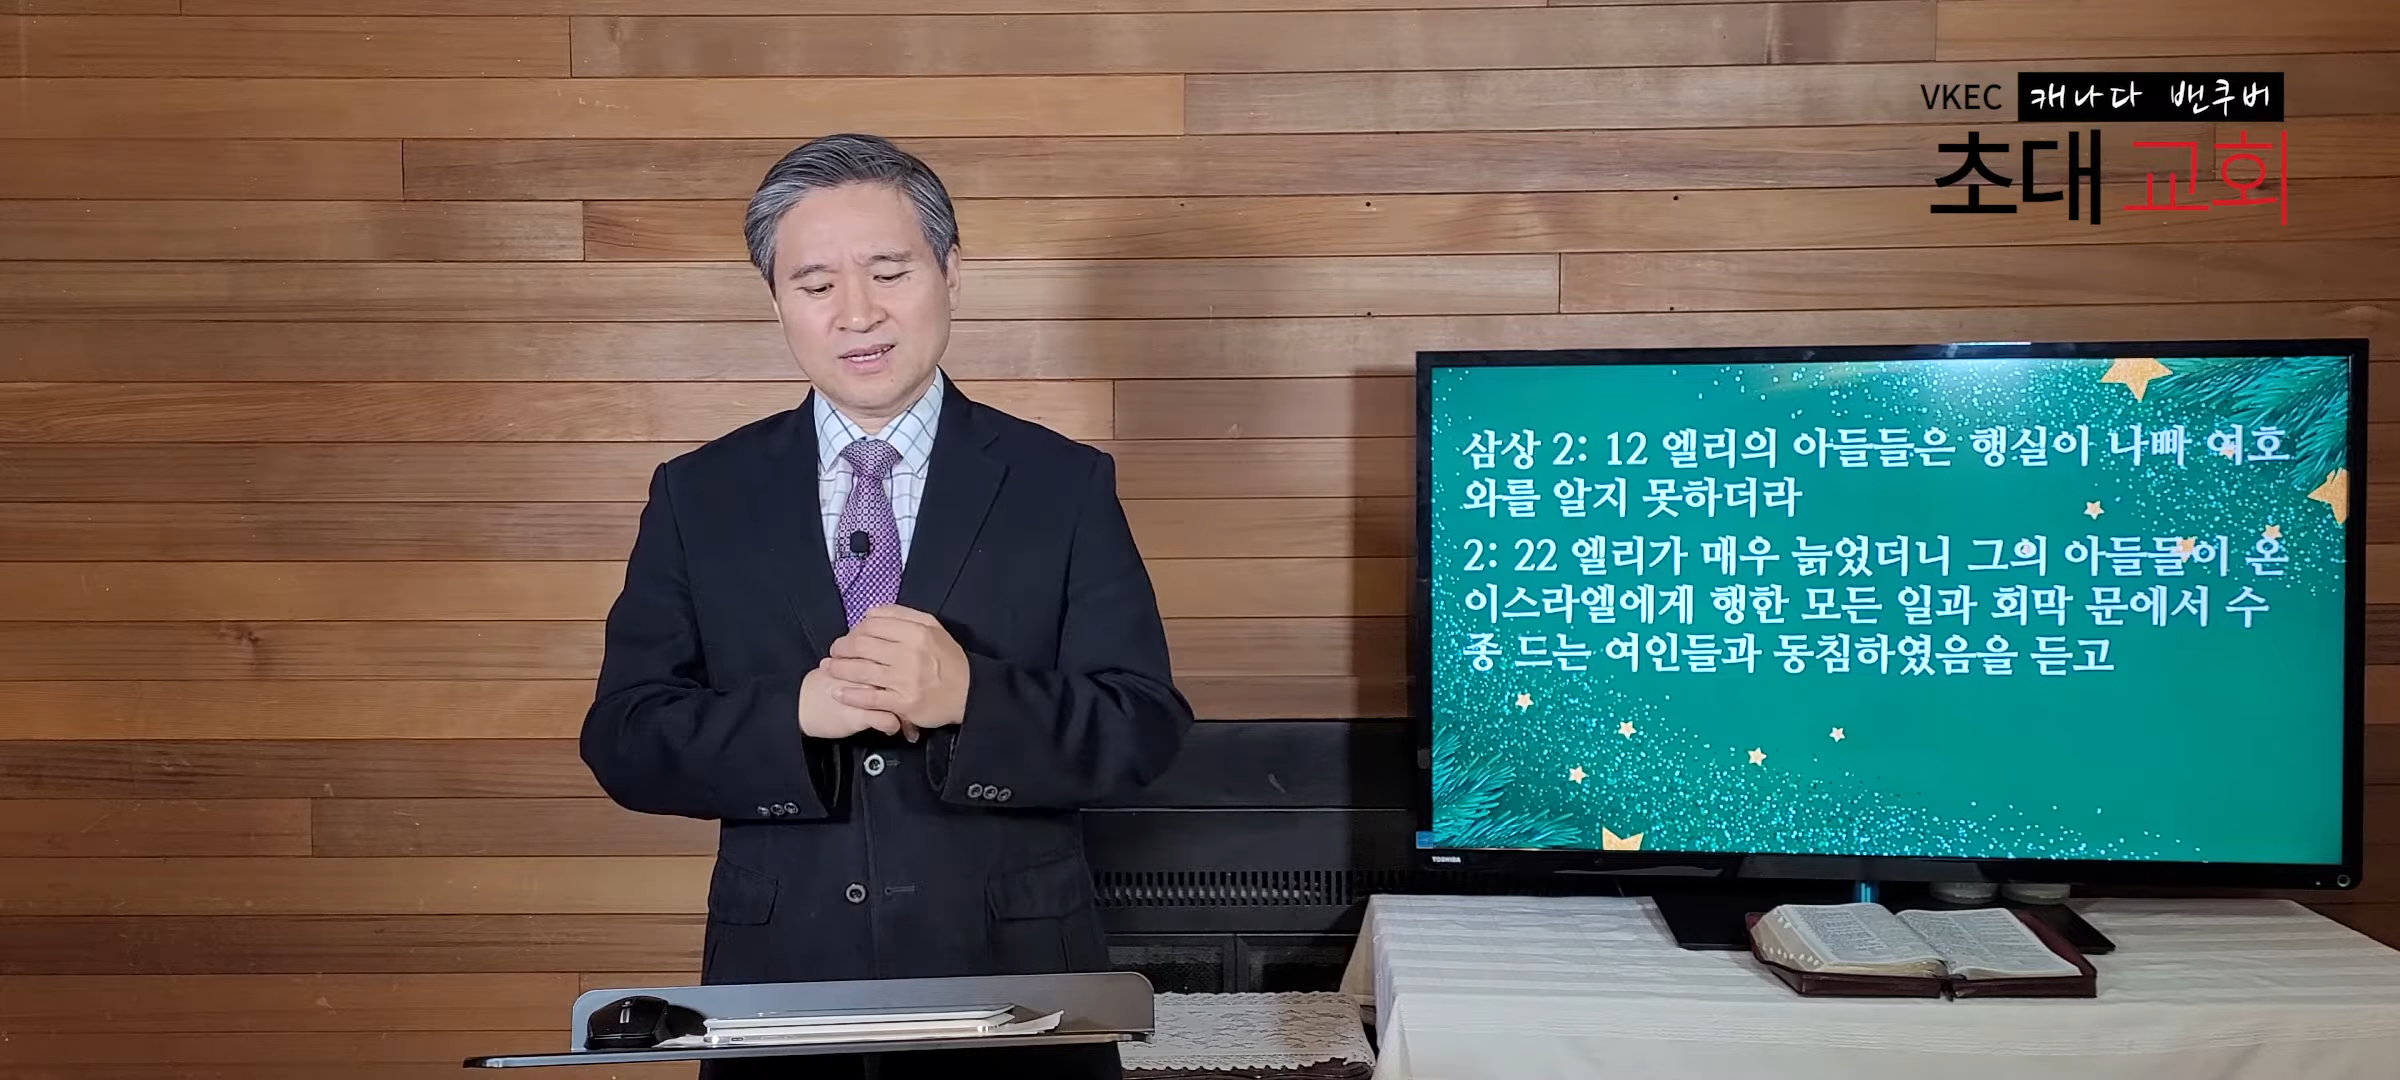 VKEC 캐나다 밴쿠버
초대교회
삼상 2: 12 엘리의 아들들은 행실이 나빠 여호
와를 알지 못하더라
2: 22 엘리가 매우 늙었더니 그의 아들들이 온
이스라엘에게 행한 모든 일과 회막 문에서 수
종 드는 여인들과 동침하였음을 듣고
TOSHIBA